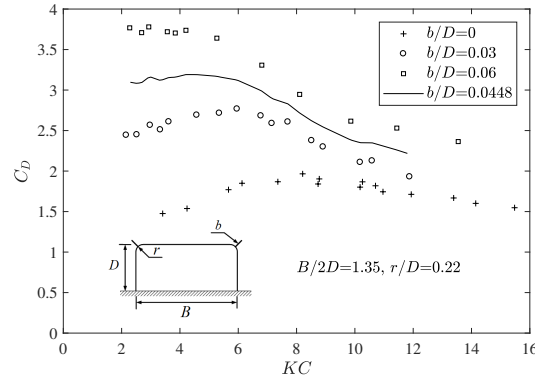 4
3.5
3
2.5
2
1.5
1
0.5
0
C_D
0 2 4 6 8 10 12 14 16
KC
b/D=0
b/D=0.03
b/D=0.06
b/D=0.0448
b
r
D
B
B/2D=1.35, r/D=0.22